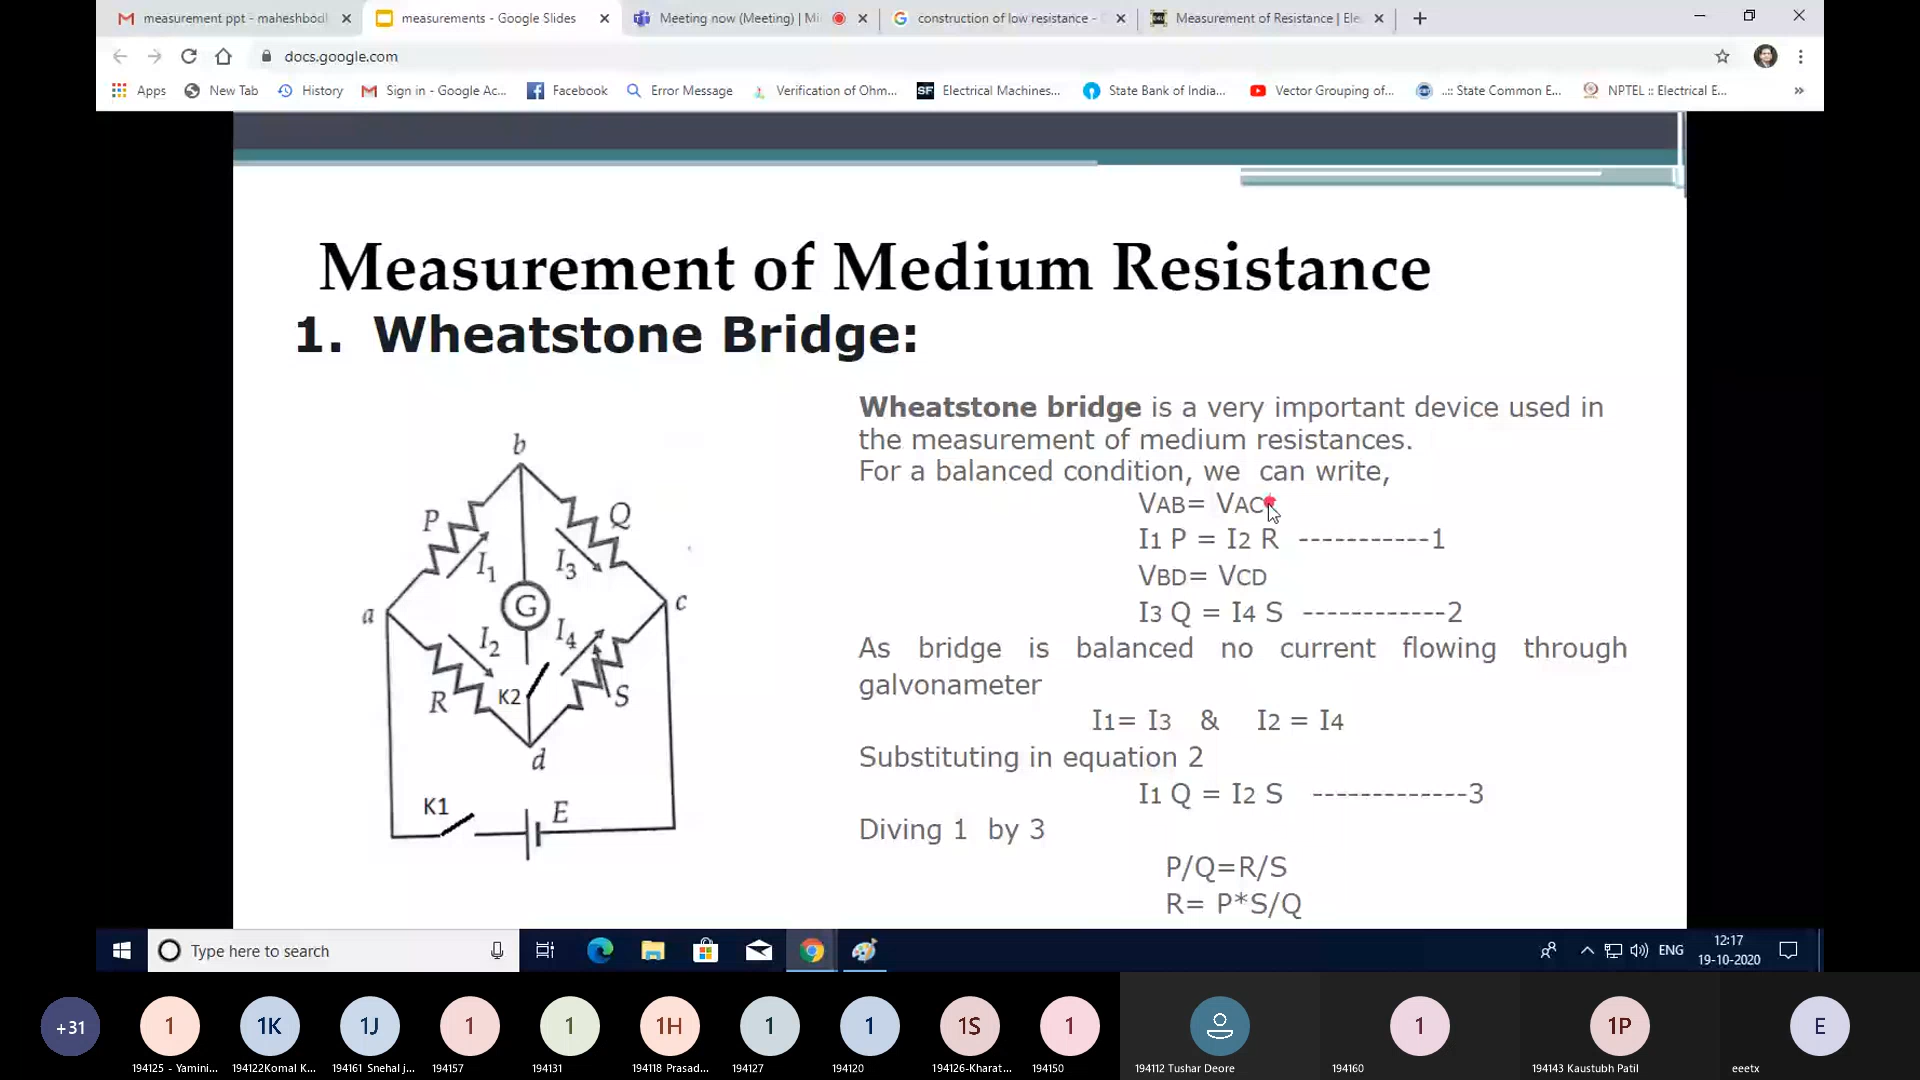 measurement ppt - maheshbodl
measurements - Google Slides
Meeting now (Meeting) | Mi
construction of low resistance -
Measurement of Resistance | Ele
docs.google.com
Apps
New Tab
History
Sign in - Google Ac...
Facebook
Error Message
Verification of Ohm...
SF
Electrical Machines...
State Bank of India...
Vector Grouping of...
..:: State Common E...
NPTEL :: Electrical E...
»
Measurement of Medium Resistance
1. Wheatstone Bridge:
Wheatstone bridge is a very important device used in
the measurement of medium resistances.
For a balanced condition, we can write,
VAB= VAC
I1 P = I2 R -----------1
VBD= VCD
I3 Q = I4 S ------------2
As bridge is balanced no current flowing through
galvonameter
I1= I3 & I2 = I4
Substituting in equation 2
I1 Q = I2 S -------------3
Diving 1 by 3
P/Q=R/S
R= P*S/Q
b
P
Q
I1
I3
a
G
c
I2
I4
R
K2
S
d
K1
E
Type here to search
ENG
12:17
19-10-2020
+31
1
1K
1J
1
1
1H
1
1
1S
1
1
1P
E
194125 - Yamini...
194122Komal K...
194161 Snehal j...
194157
194131
194118 Prasad...
194127
194120
194126-Kharat...
194150
194112 Tushar Deore
194160
194143 Kaustubh Patil
eeetx